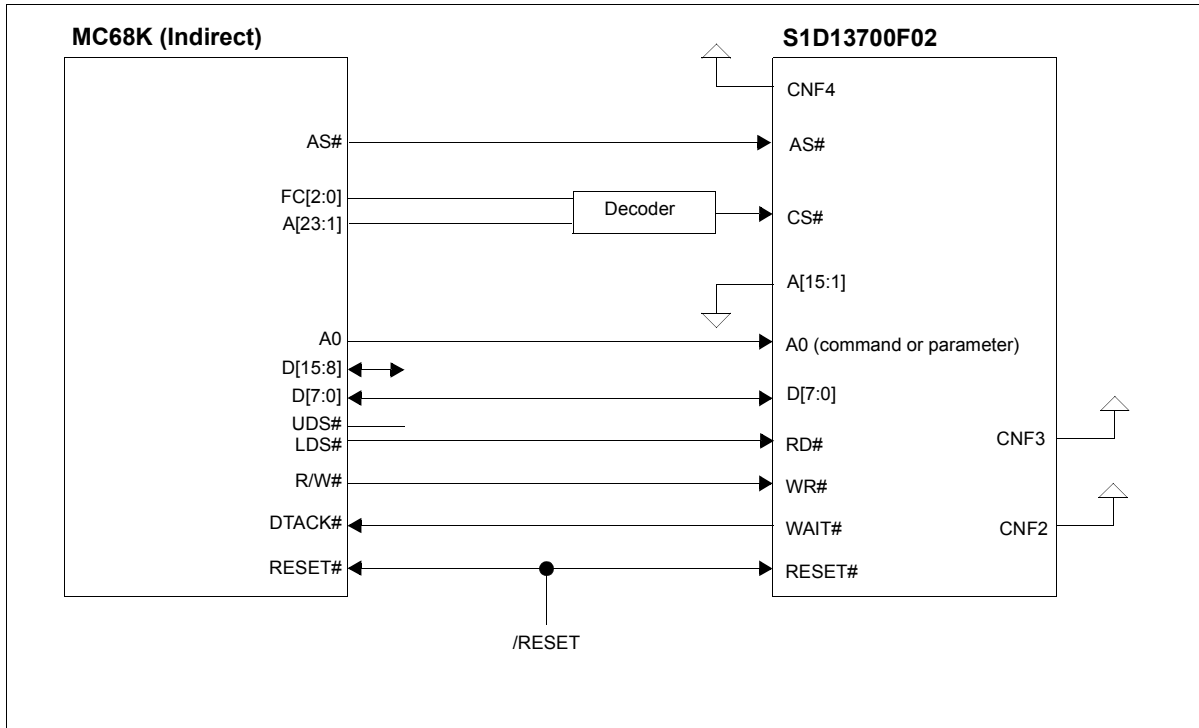 MC68K (Indirect)
S1D13700F02
CNF4
AS#
AS#
FC[2:0]
A[23:1]
Decoder
CS#
A[15:1]
A0
A0 (command or parameter)
D[15:8]
D[7:0]
D[7:0]
UDS#
LDS#
RD#
CNF3
R/W#
WR#
DTACK#
WAIT#
CNF2
RESET#
RESET#
/RESET